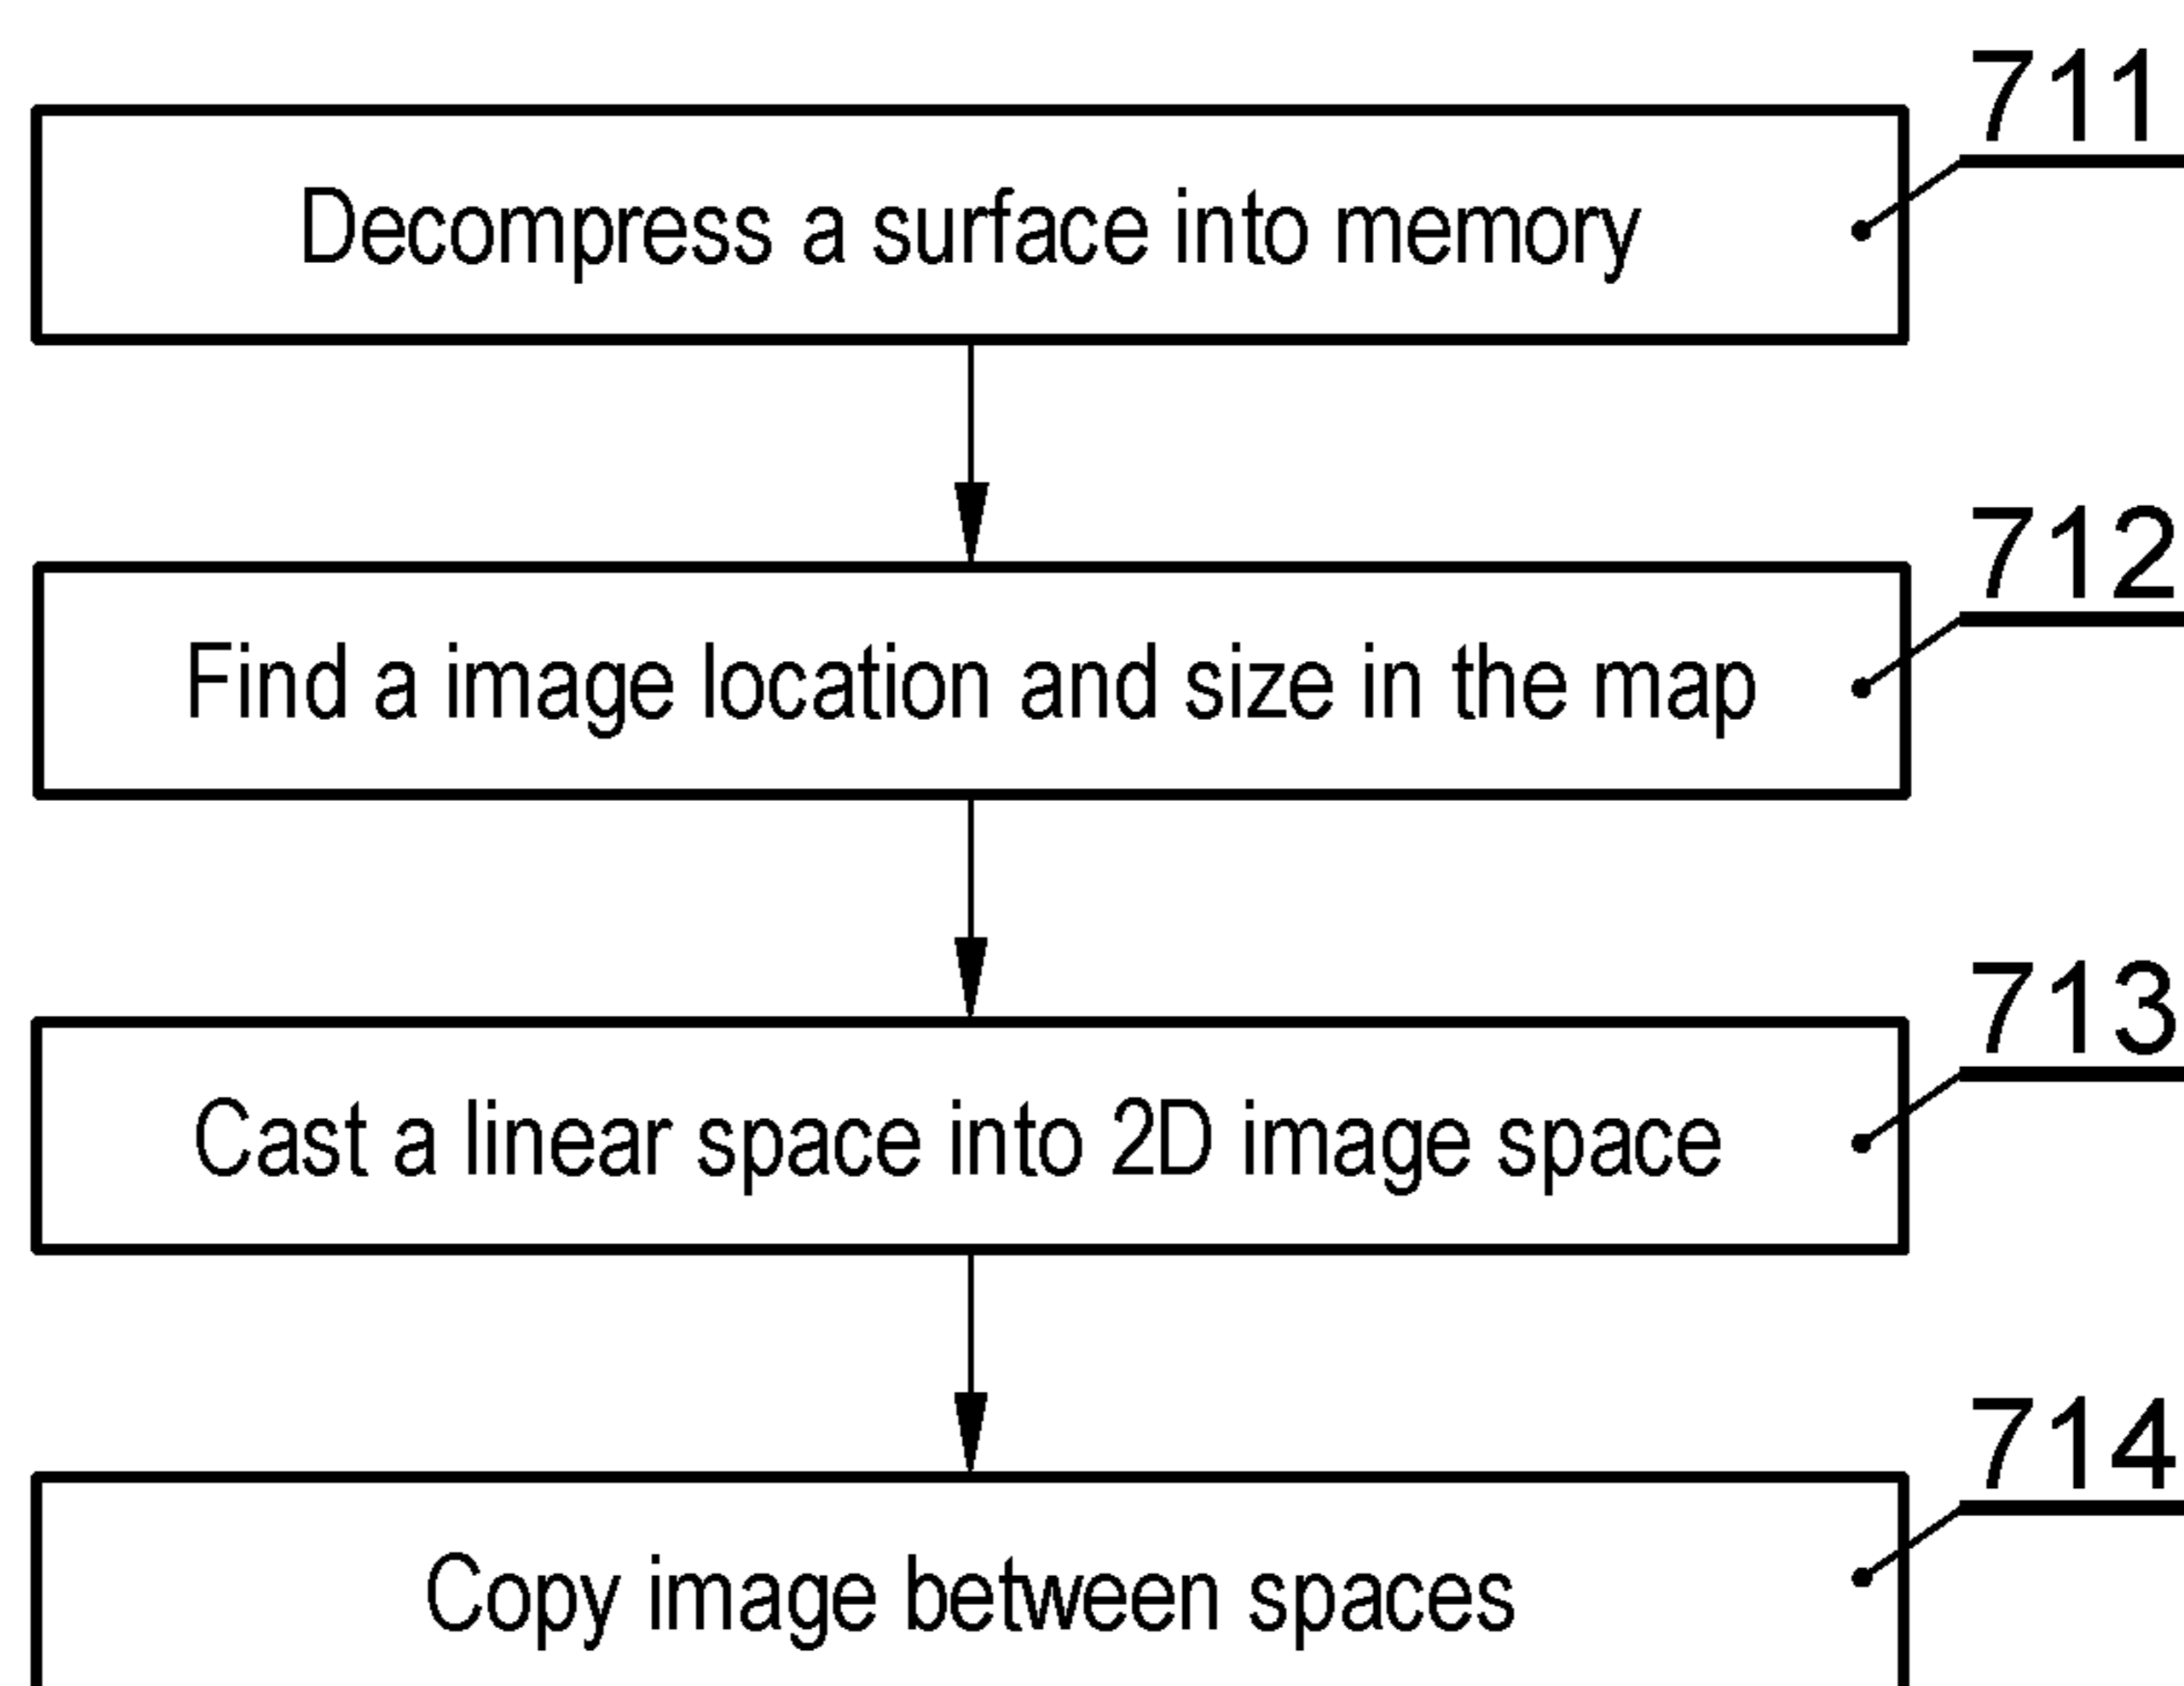 711
Decompress a surface into memory
712
Find a image location and size in the map
713
Cast a linear space into 2D image space
714
Copy image between spaces